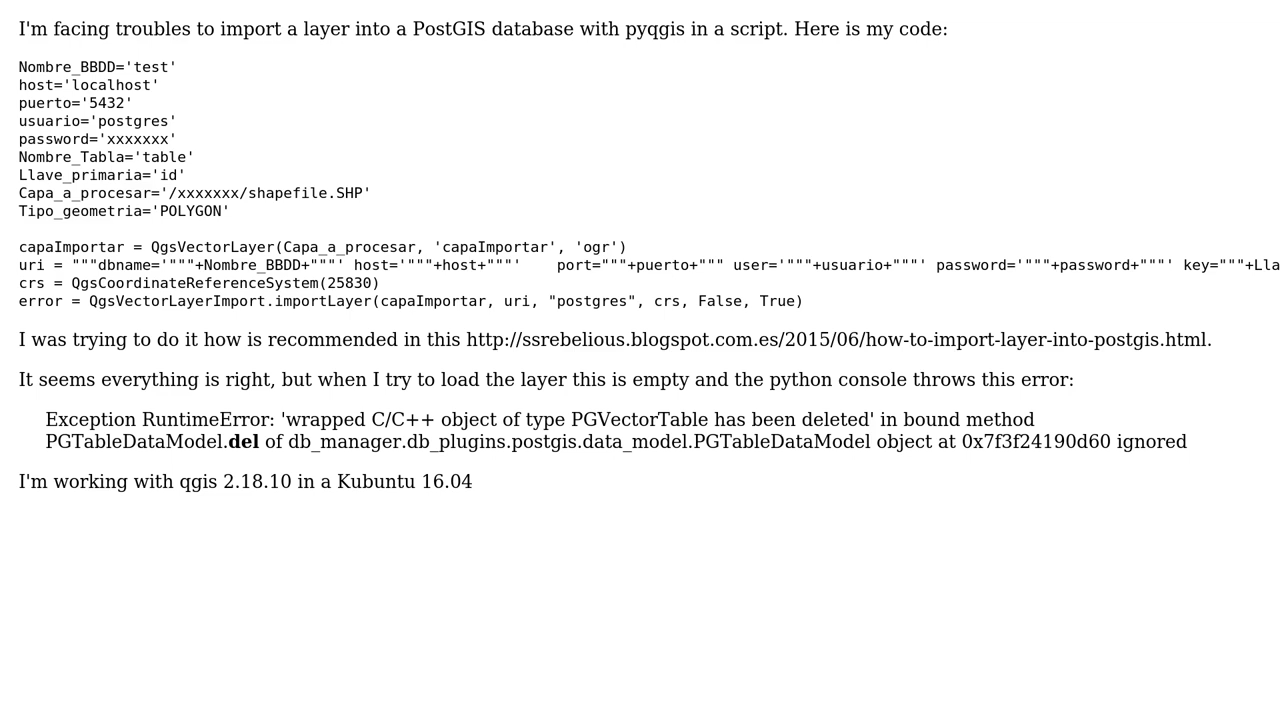 I'm facing troubles to import a layer into a PostGIS database with pyqgis in a script. Here is my code:
Nombre_BBDD='test'
host='localhost'
puerto='5432'
usuario='postgres'
password='xxxxxxx'
Nombre_Tabla='table'
Llave_primaria='id'
Capa_a_procesar='/xxxxxxx/shapefile.SHP'
Tipo_geometria='POLYGON'
capaImportar = QgsVectorLayer(Capa_a_procesar, 'capaImportar', 'ogr')
uri = """dbname='"""+Nombre_BBDD+"""' host='"""+host+"""'    port="""+puerto+""" user='"""+usuario+"""' password='"""+password+"""' key="""+Lla
crs = QgsCoordinateReferenceSystem(25830)
error = QgsVectorLayerImport.importLayer(capaImportar, uri, "postgres", crs, False, True)
I was trying to do it how is recommended in this http://ssrebelious.blogspot.com.es/2015/06/how-to-import-layer-into-postgis.html.
It seems everything is right, but when I try to load the layer this is empty and the python console throws this error:
Exception RuntimeError: 'wrapped C/C++ object of type PGVectorTable has been deleted' in bound method
PGTableDataModel.del of db_manager.db_plugins.postgis.data_model.PGTableDataModel object at 0x7f3f24190d60 ignored
I'm working with qgis 2.18.10 in a Kubuntu 16.04